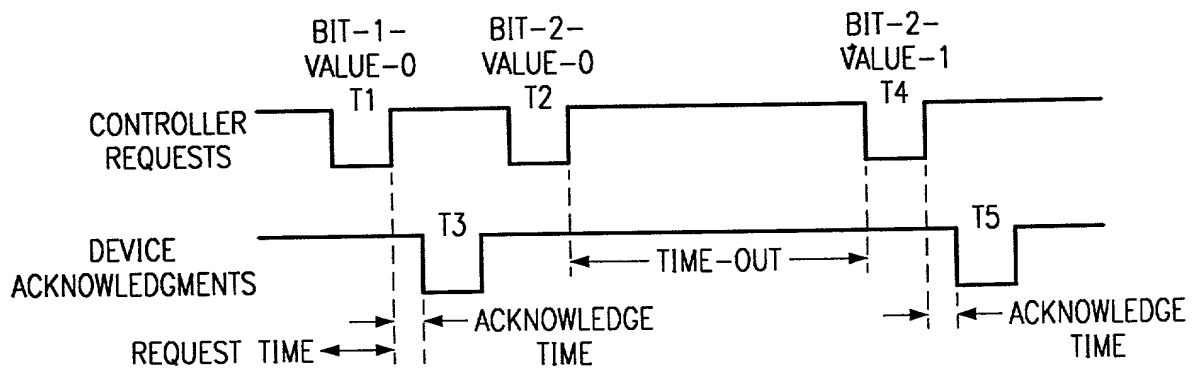 BIT-1-
VALUE-0
T1
BIT-2-
VALUE-0
T2
BIT-2-
VALUE-1
T4
CONTROLLER
REQUESTS
T3
T5
DEVICE
ACKNOWLEDGMENTS
TIME-OUT
ACKNOWLEDGE
TIME
ACKNOWLEDGE
TIME
REQUEST TIME